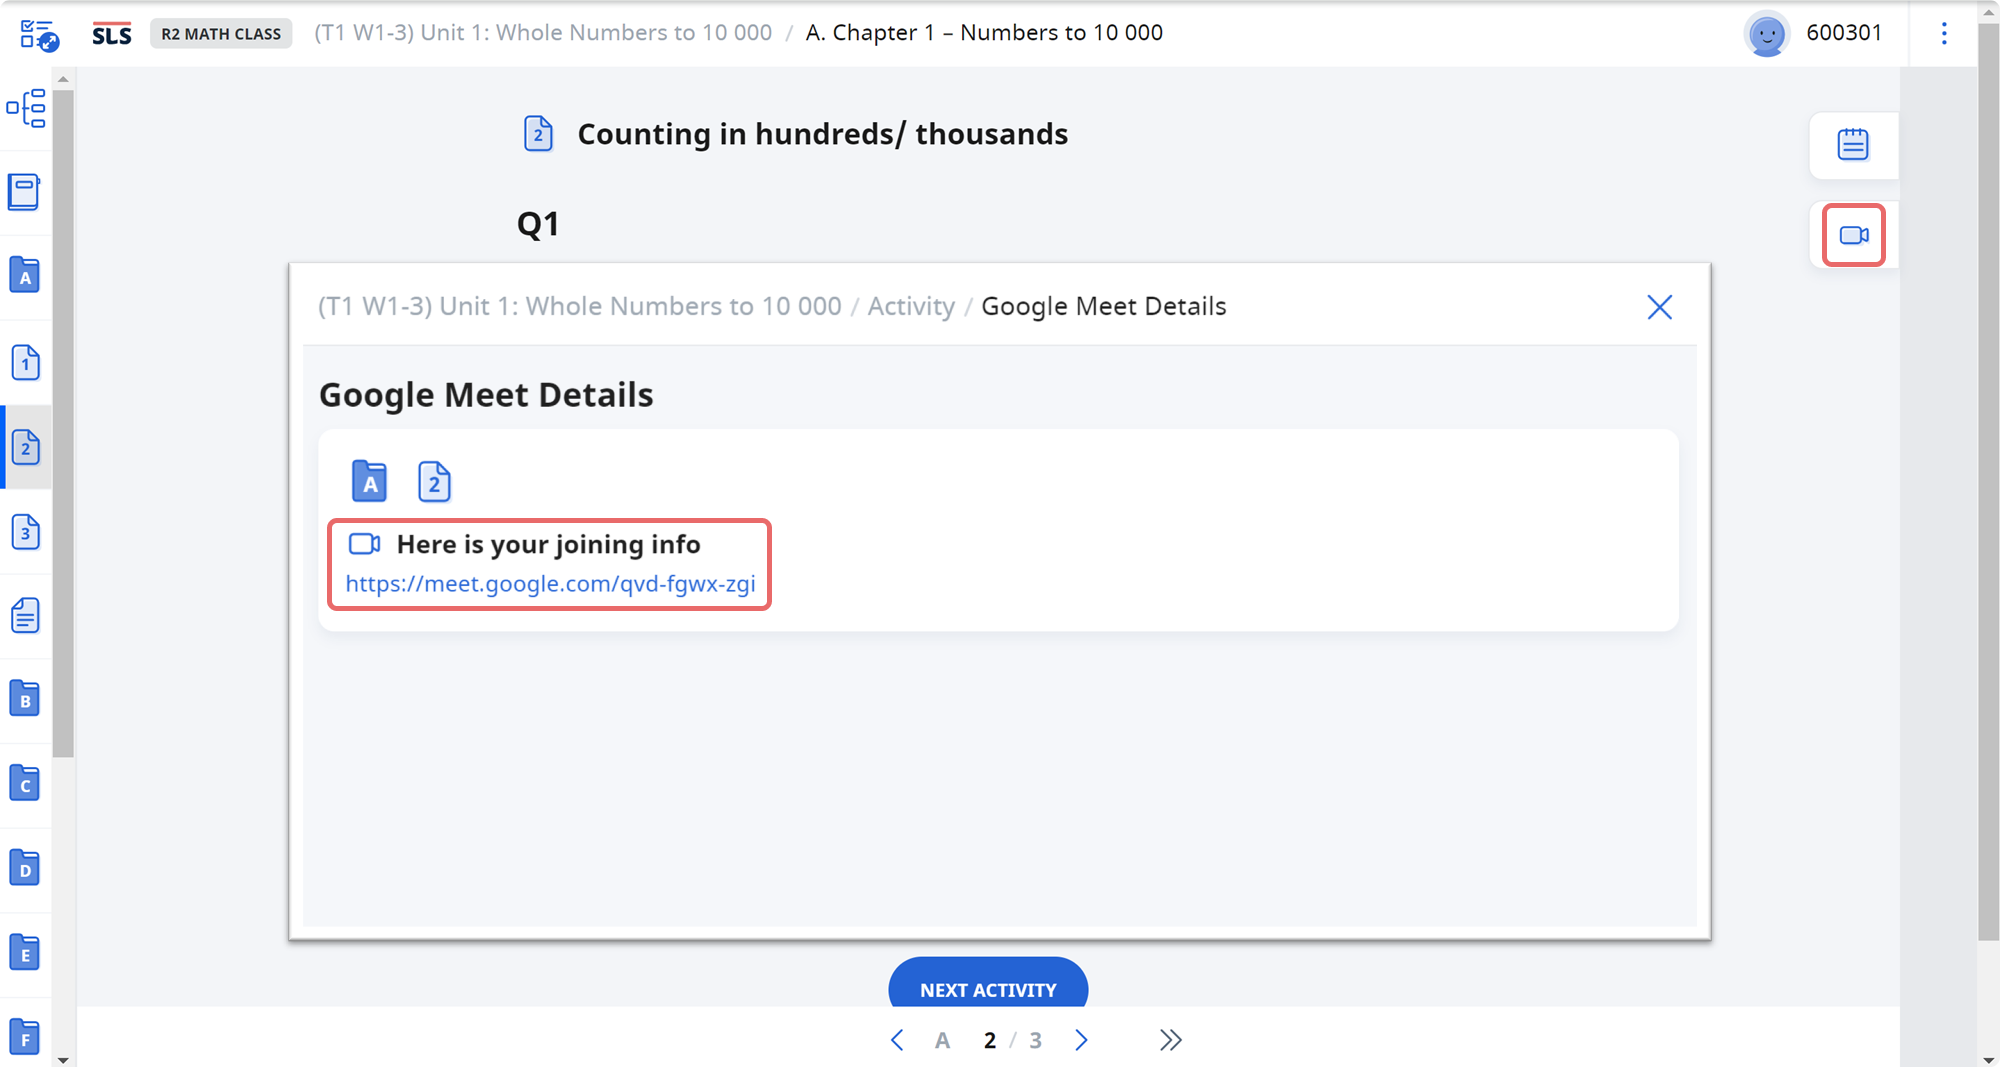 SLS R2 MATH CLASS (T1 W1-3) Unit 1: Whole Numbers to 10 000 / A. Chapter 1 – Numbers to 10 000 600301
2 Counting in hundreds/ thousands
Q1
A
1
2
3
B
C
D
E
F
(T1 W1-3) Unit 1: Whole Numbers to 10 000 / Activity / Google Meet Details
Google Meet Details
A 2
Here is your joining info
https://meet.google.com/qvd-fgwx-zgi
NEXT ACTIVITY
A 2 / 3